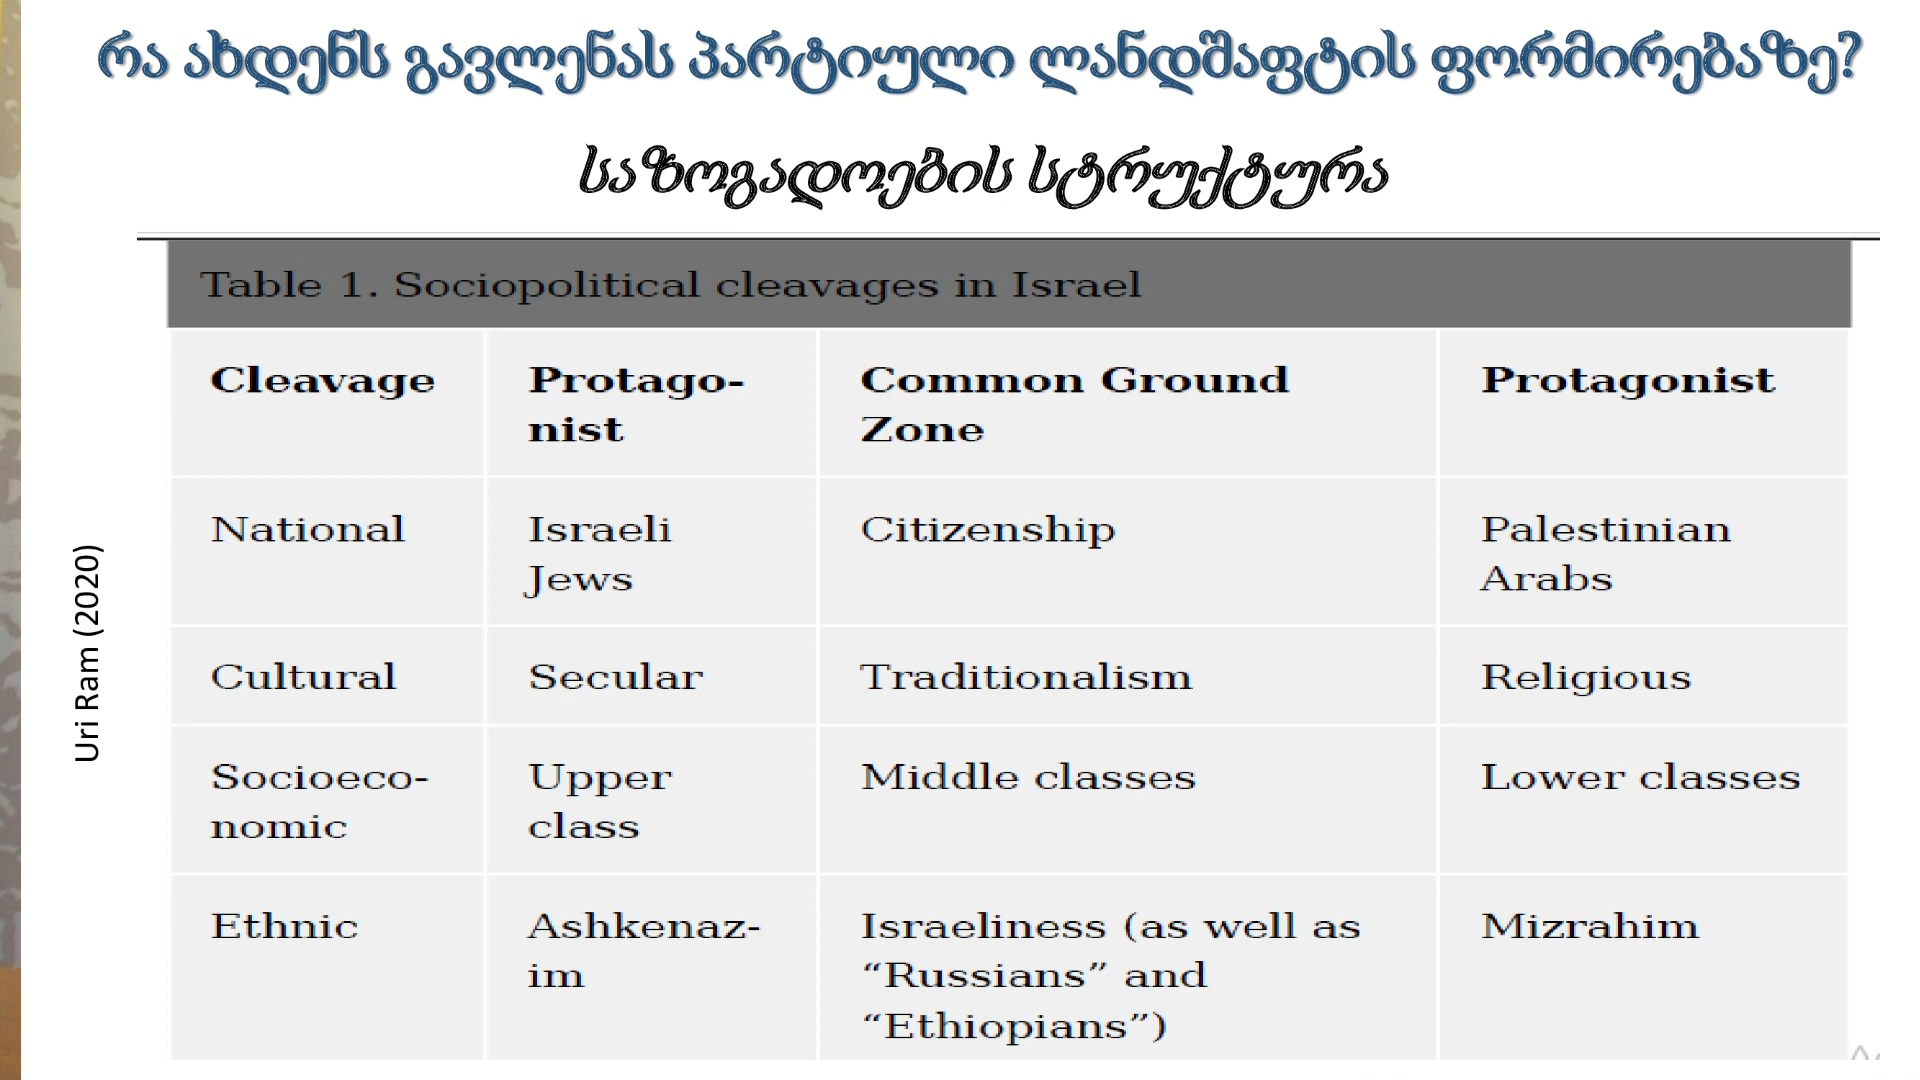 რა ახდენს გავლენას პარტიული ლანდშაფტის ფორმირებაზე?
საზოგადოების სტრუქტურა
Uri Ram (2020)
Table 1. Sociopolitical cleavages in Israel
Cleavage
Protago-
nist
Common Ground
Zone
Protagonist
National
Israeli
Jews
Citizenship
Palestinian
Arabs
Cultural
Secular
Traditionalism
Religious
Socioeco-
nomic
Upper
class
Middle classes
Lower classes
Ethnic
Ashkenaz-
im
Israeliness (as well as
“Russians” and
“Ethiopians”)
Mizrahim